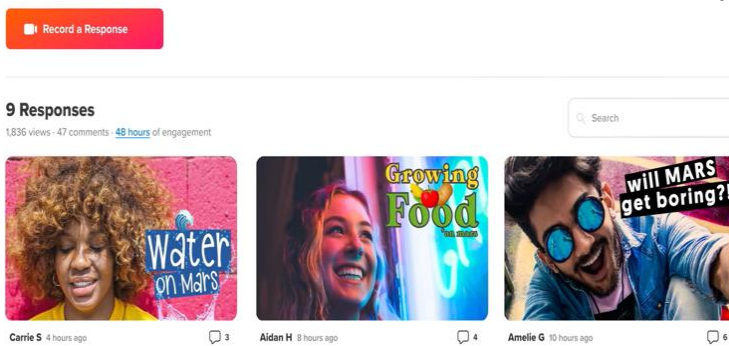 Record a Response
9 Responses
1,836 views · 47 comments · 48 hours of engagement
Search
water
on Mars
Growing
Food
on mars
will MARS
get boring?!
Carrie S 4 hours ago
3
Aidan H 8 hours ago
4
Amelie G 10 hours ago
6